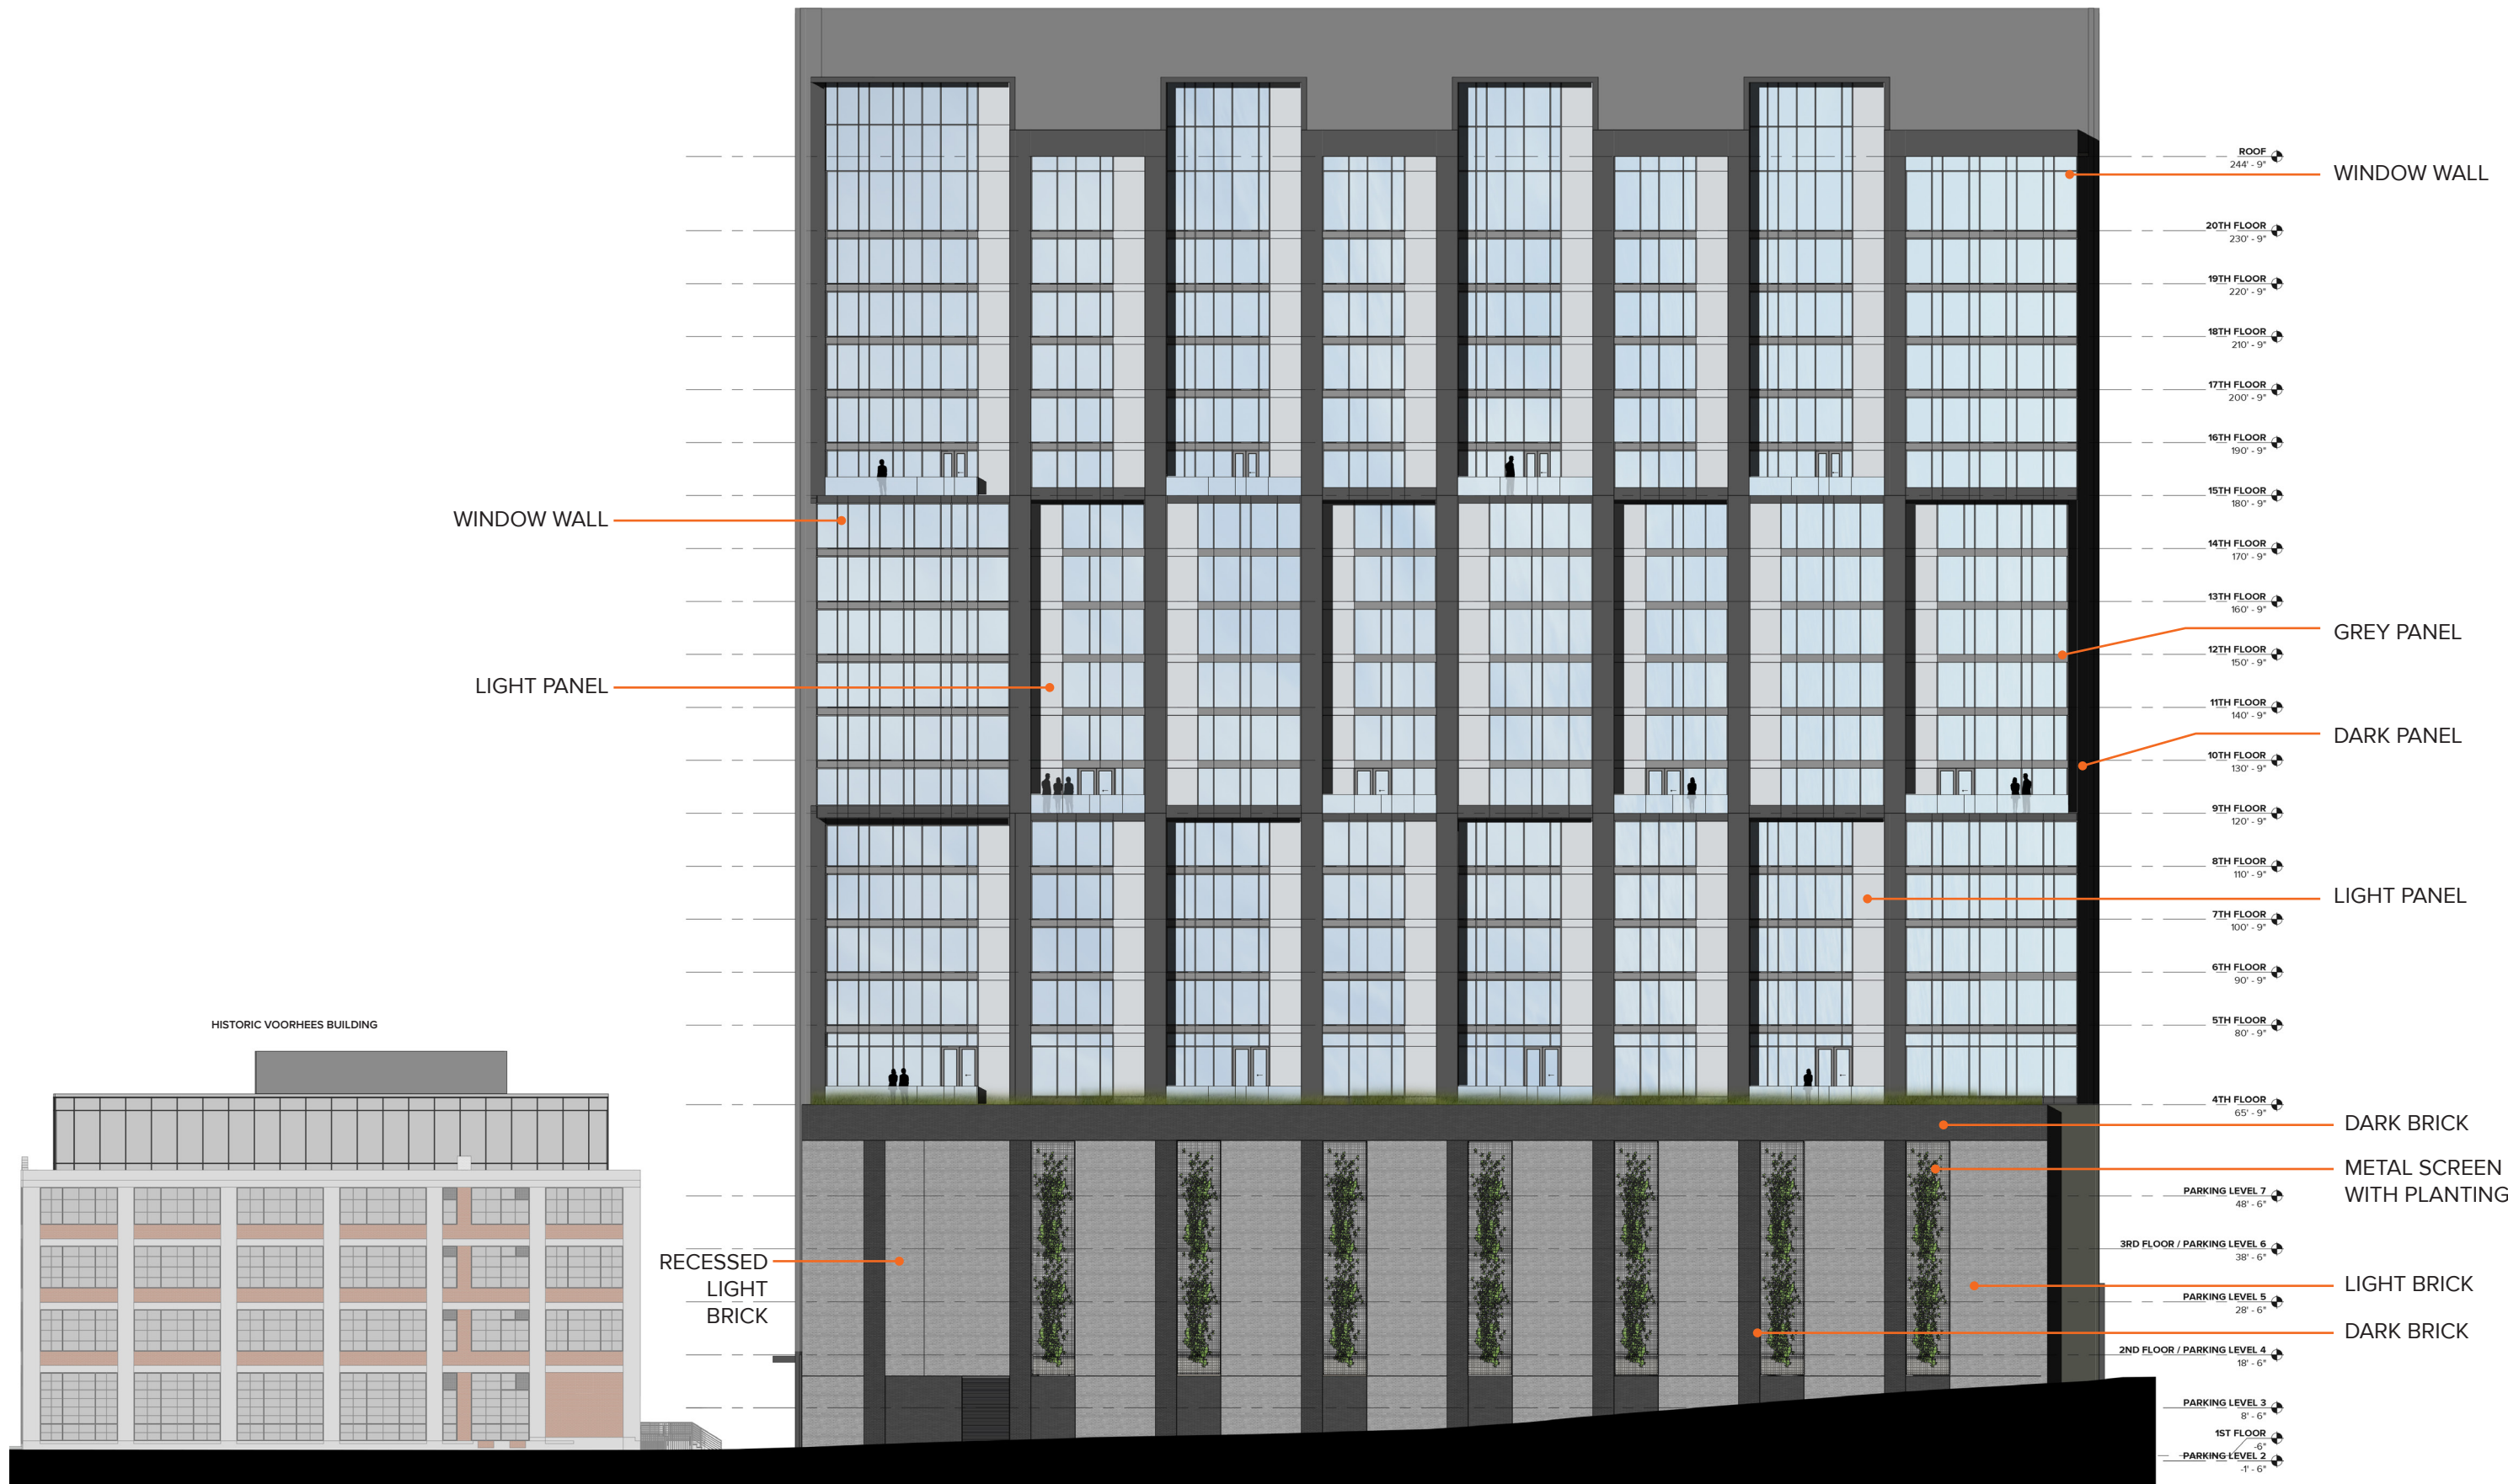 ROOF
244' - 9"
WINDOW WALL
20TH FLOOR
230' - 9"
19TH FLOOR
220' - 9"
18TH FLOOR
210' - 9"
17TH FLOOR
200' - 9"
16TH FLOOR
190' - 9"
15TH FLOOR
180' - 9"
WINDOW WALL
14TH FLOOR
170' - 9"
13TH FLOOR
160' - 9"
GREY PANEL
12TH FLOOR
150' - 9"
LIGHT PANEL
11TH FLOOR
140' - 9"
DARK PANEL
10TH FLOOR
130' - 9"
9TH FLOOR
120' - 9"
8TH FLOOR
110' - 9"
LIGHT PANEL
7TH FLOOR
100' - 9"
6TH FLOOR
90' - 9"
HISTORIC VOORHEES BUILDING
5TH FLOOR
80' - 9"
4TH FLOOR
65' - 9"
DARK BRICK
METAL SCREEN
WITH PLANTING
PARKING LEVEL 7
48' - 6"
3RD FLOOR / PARKING LEVEL 6
38' - 6"
RECESSED
LIGHT
BRICK
LIGHT BRICK
PARKING LEVEL 5
28' - 6"
DARK BRICK
2ND FLOOR / PARKING LEVEL 4
18' - 6"
PARKING LEVEL 3
8' - 6"
1ST FLOOR
-6"
PARKING LEVEL 2
-1' - 6"